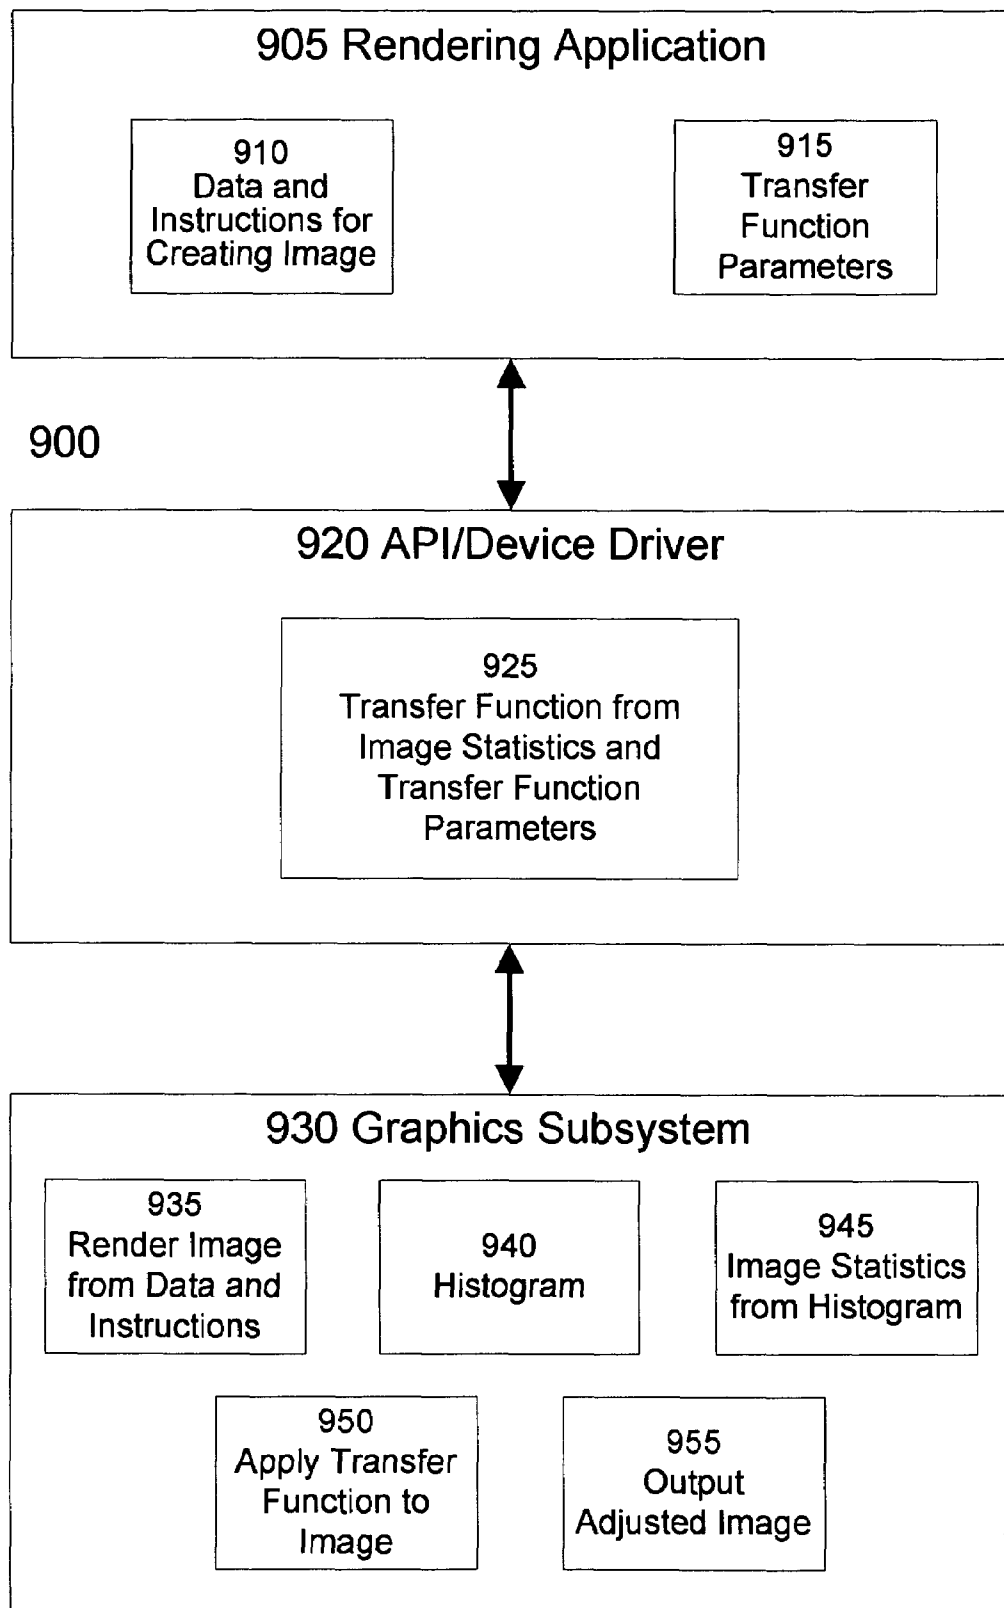 905 Rendering Application
910
Data and
Instructions for
Creating Image
915
Transfer
Function
Parameters
900
920 API/Device Driver
925
Transfer Function from
Image Statistics and
Transfer Function
Parameters
930 Graphics Subsystem
935
Render Image
from Data and
Instructions
940
Histogram
945
Image Statistics
from Histogram
950
Apply Transfer
Function to
Image
955
Output
Adjusted Image